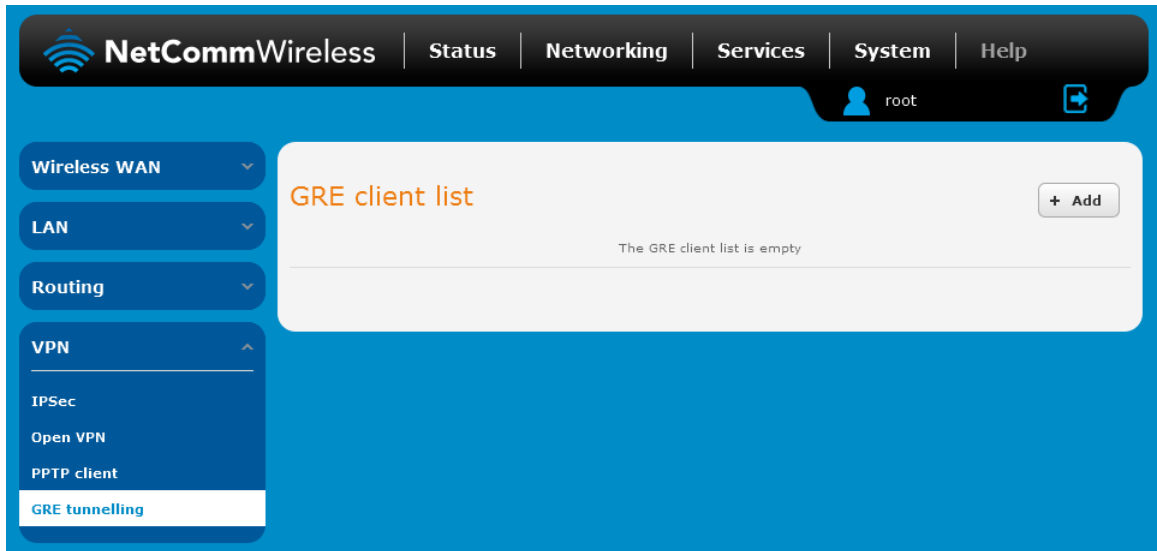 NetCommWireless Status Networking Services System Help
root
Wireless WAN
LAN
Routing
VPN
IPSec
Open VPN
PPTP client
GRE tunnelling
GRE client list
+ Add
The GRE client list is empty